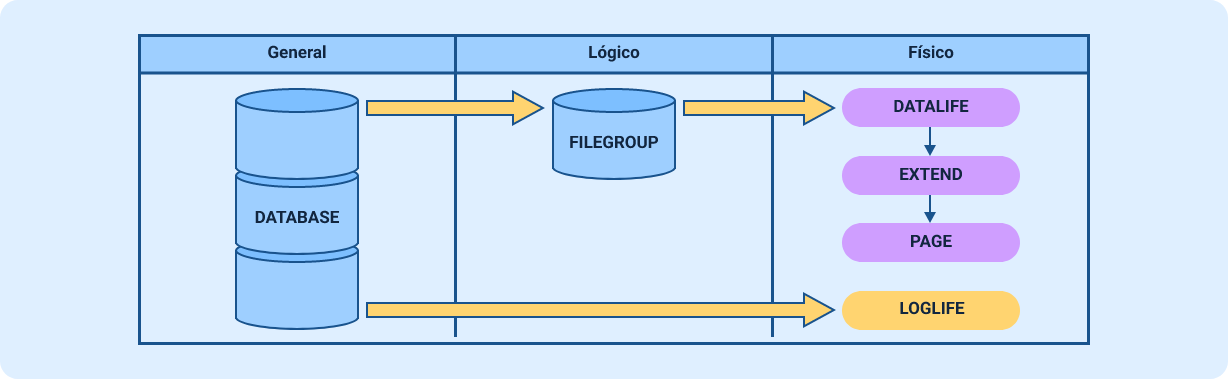 General
Lógico
Físico
DATABASE
FILEGROUP
DATALIFE
EXTEND
PAGE
LOGLIFE